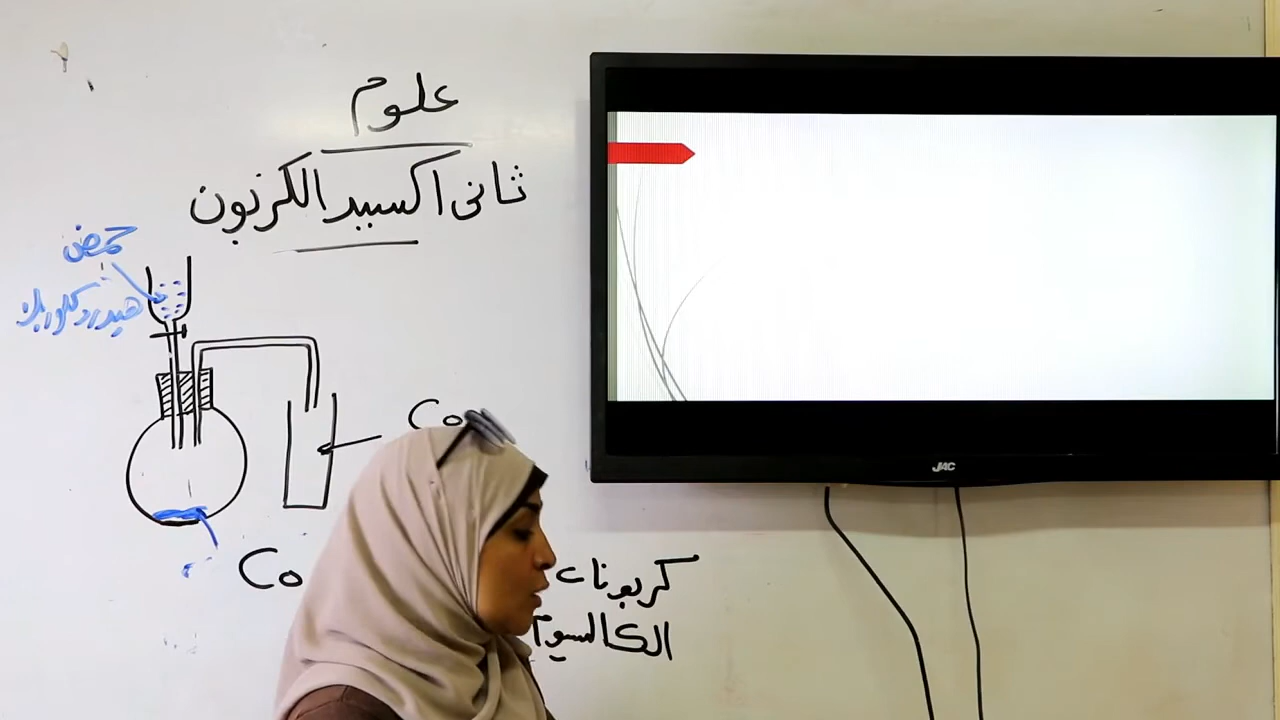 علوم
ثانى اكسيد الكربون
حمض
هيدروكلوريك
Co
Co
كربونات
الكالسيوم
JAC